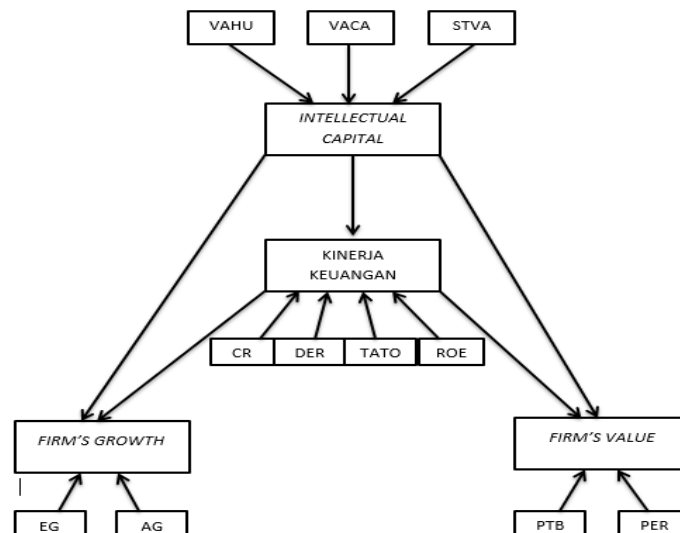 VAHU
VACA
STVA
INTELLECTUAL
CAPITAL
KINERJA
KEUANGAN
CR
DER
TATO
ROE
FIRM'S GROWTH
FIRM'S VALUE
EG
AG
PTB
PER